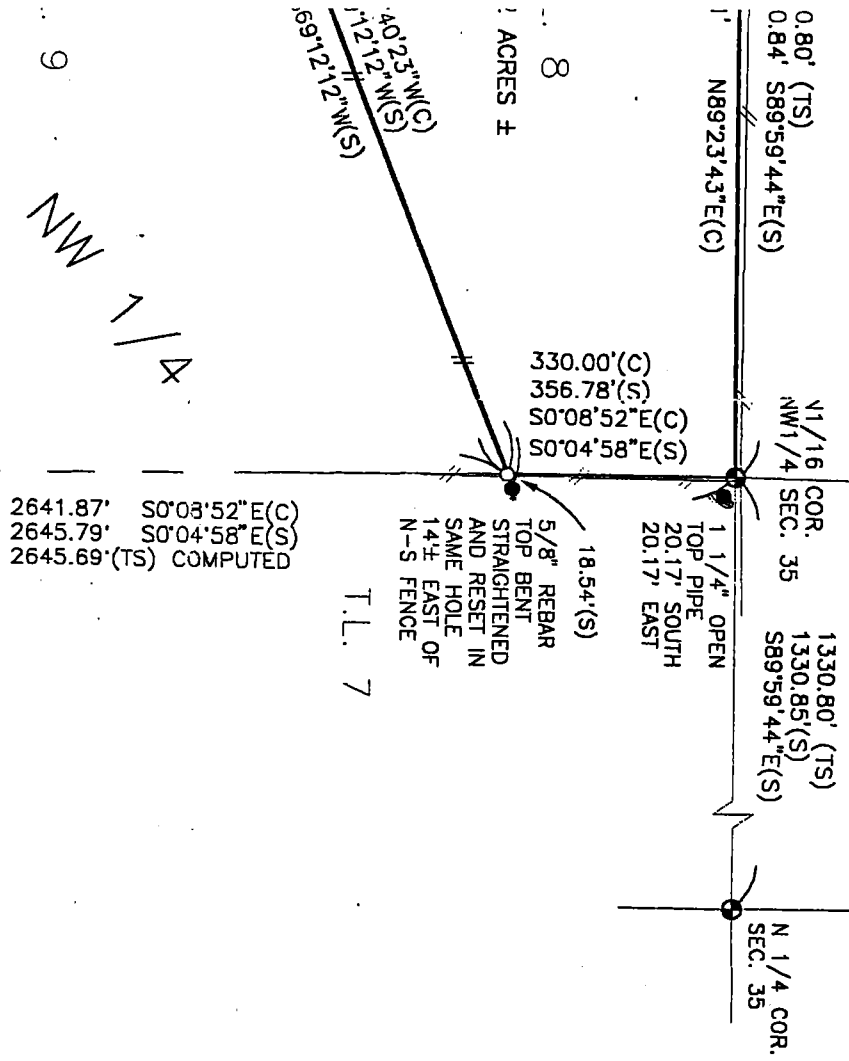 0.80' (TS)
0.84' S89°59'44"E(S)
1'
N89°23'43"E(C)
8
ACRES ±
40'23"W(C)
12'12"W(S)
69°12'12"W(S)
9
NW 1/4
330.00'(C)
356.78'(S)
S0°08'52"E(C)
S0°04'58"E(S)
1/16 COR.
NW1/4 SEC. 35
1 1/4" OPEN
TOP PIPE
20.17' SOUTH
20.17' EAST
18.54'(S)
5/8" REBAR
TOP BENT
STRAIGHTENED
AND RESET IN
SAME HOLE
14'± EAST OF
N-S FENCE
2641.87' S0°08'52"E(C)
2645.79' S0°04'58"E(S)
2645.69'(TS) COMPUTED
T.L. 7
1330.80' (TS)
1330.85'(S)
S89°59'44"E(S)
N 1/4 COR.
SEC. 35